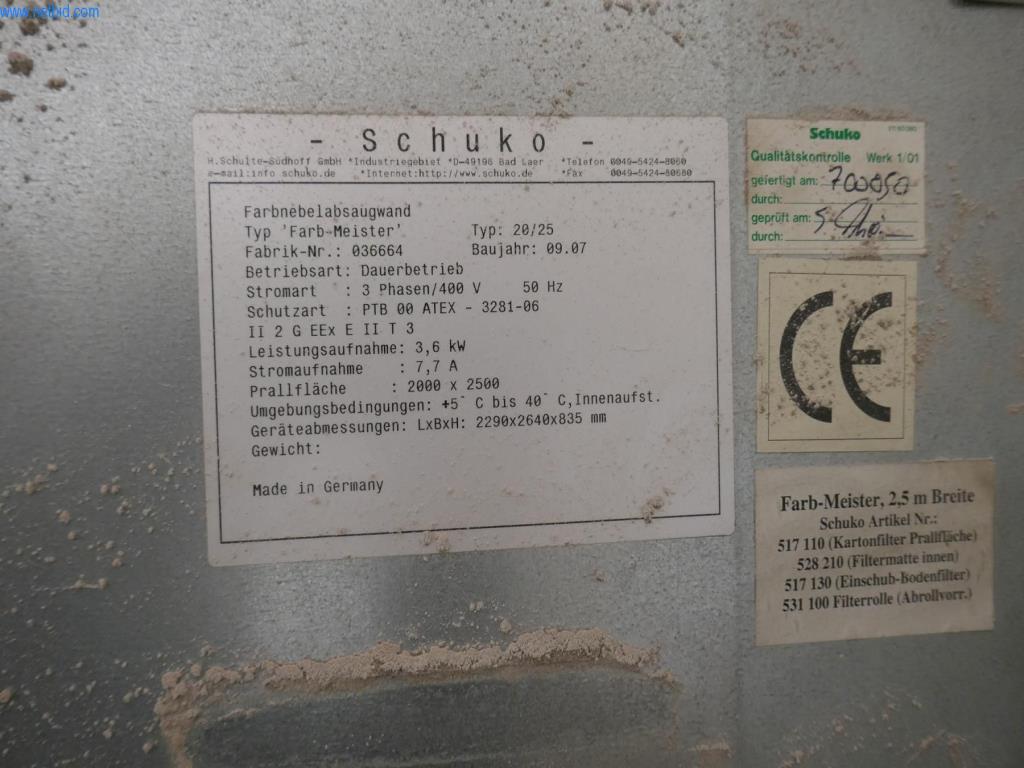 www.netbid.com
- Schuko -
H.Schulte-Südhoff GmbH *Industriegebiet *D-49196 Bad Laer *Telefon 0049-5424-8060
e-mail:info schuko.de *Internet:http://www.schuko.de *Fax 0049-5424-80680
Farbnebelabsaugwand
Typ 'Farb-Meister' Typ: 20/25
Fabrik-Nr.: 036664 Baujahr: 09.07
Betriebsart: Dauerbetrieb
Stromart : 3 Phasen/400 V 50 Hz
Schutzart : PTB 00 ATEX - 3281-06
II 2 G EEx E II T 3
Leistungsaufnahme: 3,6 kW
Stromaufnahme : 7,7 A
Prallfläche : 2000 x 2500
Umgebungsbedingungen: +5° C bis 40° C,Innenaufst.
Geräteabmessungen: LxBxH: 2290x2640x835 mm
Gewicht:
Made in Germany
Schuko
Qualitätskontrolle Werk 1/01
gefertigt am: 700050
durch:
geprüft am:
durch:
CE
Farb-Meister, 2,5 m Breite
Schuko Artikel Nr.:
517 110 (Kartonfilter Prallfläche)
528 210 (Filtermatte innen)
517 130 (Einschub-Bodenfilter)
531 100 Filterrolle (Abrollvorr.)